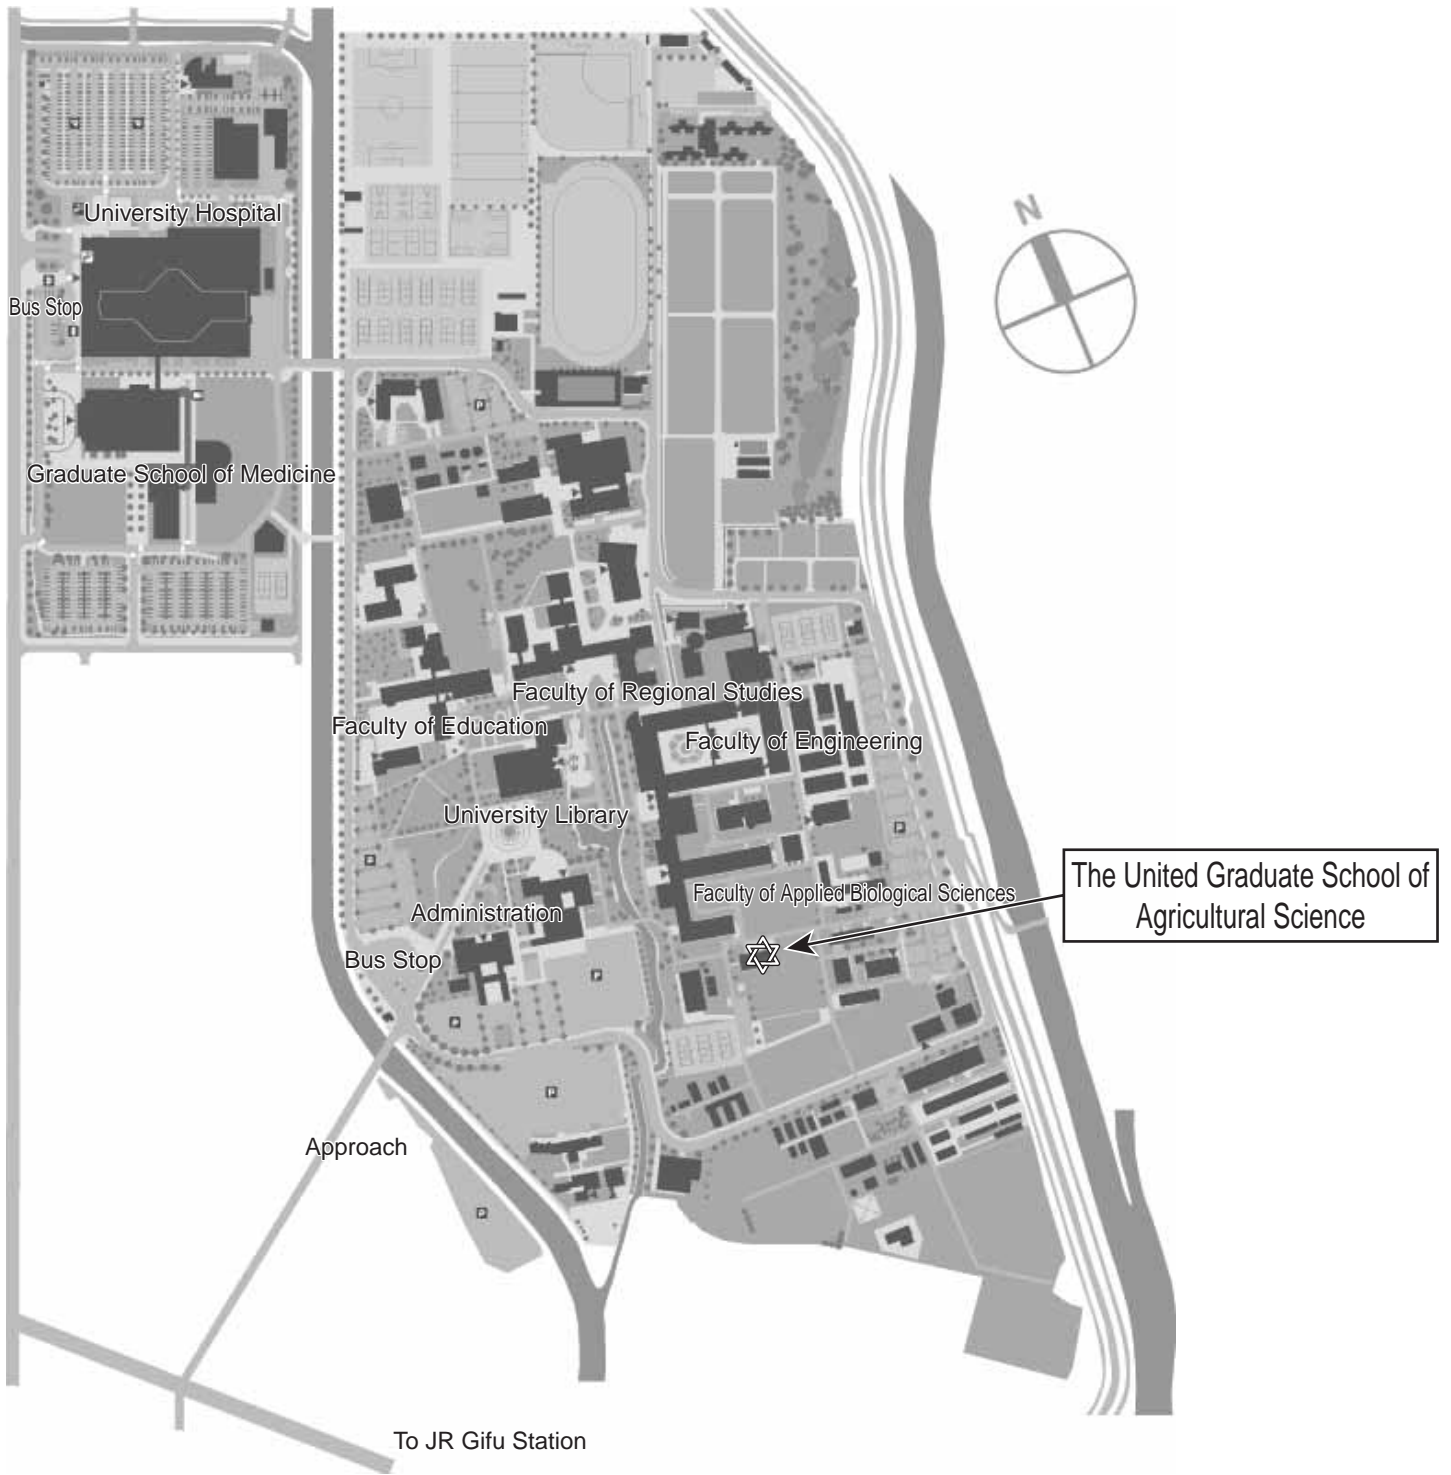 N
University Hospital
Bus Stop
Graduate School of Medicine
Faculty of Regional Studies
Faculty of Education
Faculty of Engineering
University Library
The United Graduate School of
Agricultural Science
Faculty of Applied Biological Sciences
Administration
Bus Stop
Approach
To JR Gifu Station
P
P
P
P
P
P
P
P
P